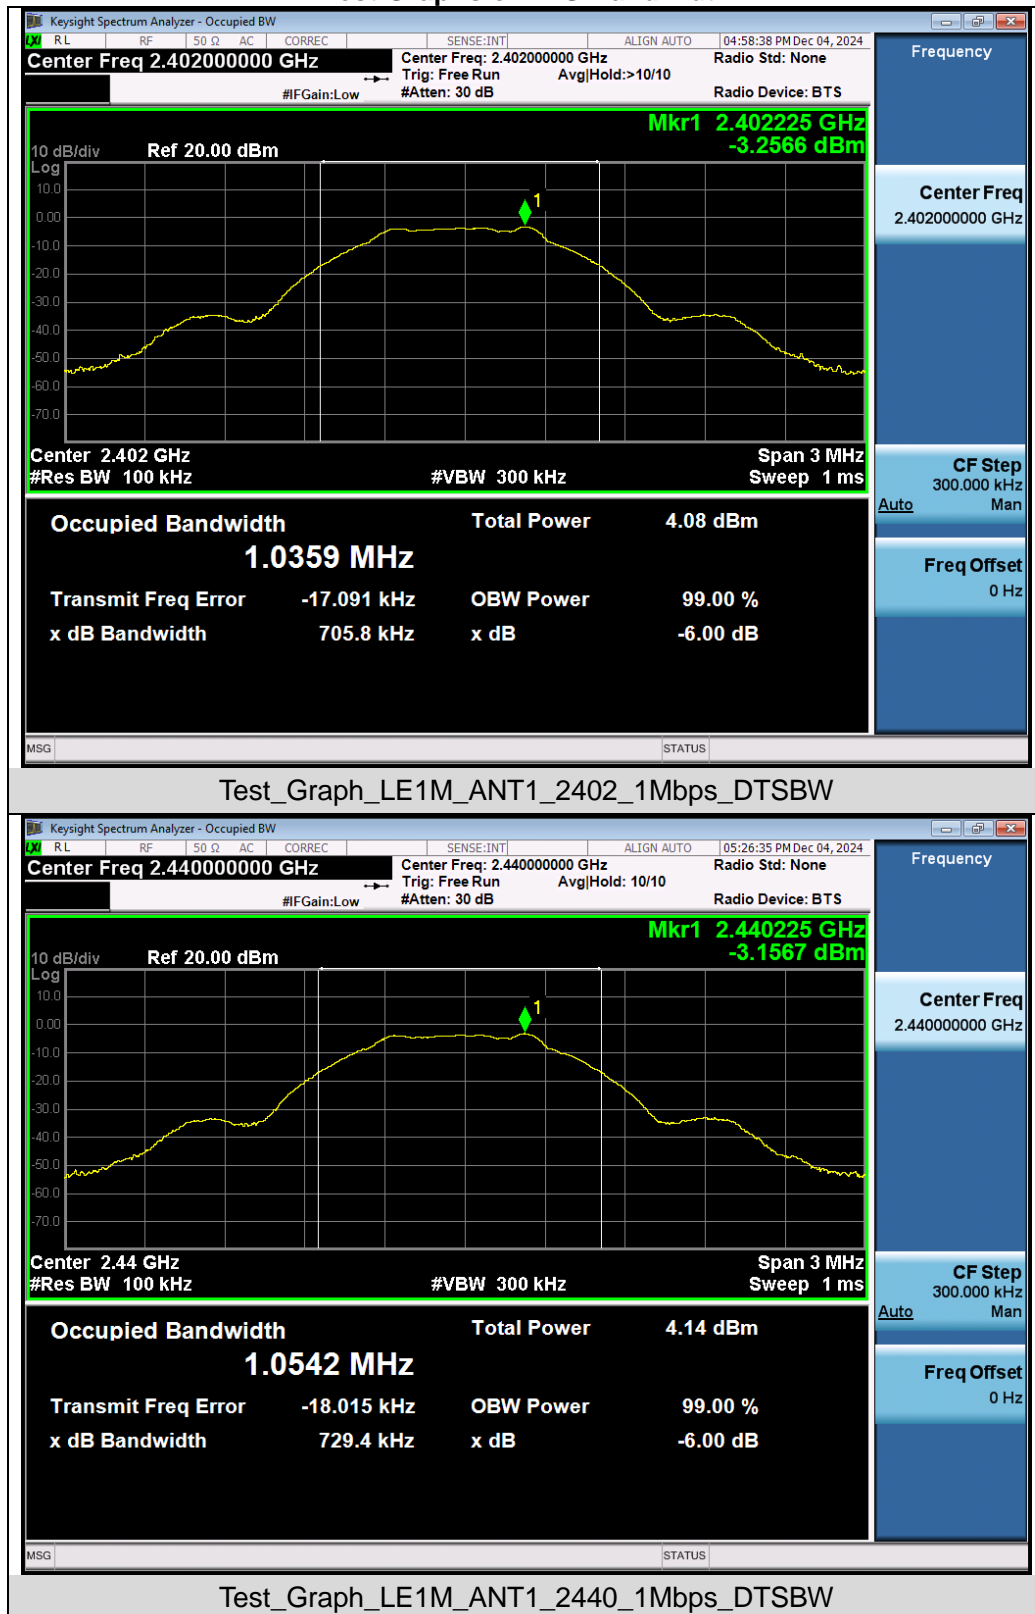 Keysight Spectrum Analyzer - Occupied BW
LXI RL RF 50 Ω AC CORREC SENSE:INT ALIGN AUTO 04:58:38 PM Dec 04, 2024
Center Freq 2.402000000 GHz
Center Freq: 2.402000000 GHz
Radio Std: None
Trig: Free Run Avg|Hold:>10/10
#IFGain:Low
#Atten: 30 dB
Radio Device: BTS
Frequency
Mkr1 2.402225 GHz
-3.2566 dBm
10 dB/div Ref 20.00 dBm
Log
10.0
0.00
-10.0
-20.0
-30.0
-40.0
-50.0
-60.0
-70.0
1
Center 2.402 GHz Span 3 MHz
#Res BW 100 kHz #VBW 300 kHz Sweep 1 ms
Center Freq
2.402000000 GHz
CF Step
300.000 kHz
Auto Man
Freq Offset
0 Hz
Occupied Bandwidth Total Power 4.08 dBm
1.0359 MHz
Transmit Freq Error -17.091 kHz OBW Power 99.00 %
x dB Bandwidth 705.8 kHz x dB -6.00 dB
MSG STATUS
Test_Graph_LE1M_ANT1_2402_1Mbps_DTSBW
Keysight Spectrum Analyzer - Occupied BW
LXI RL RF 50 Ω AC CORREC SENSE:INT ALIGN AUTO 05:26:35 PM Dec 04, 2024
Center Freq 2.440000000 GHz
Center Freq: 2.440000000 GHz
Radio Std: None
Trig: Free Run Avg|Hold: 10/10
#IFGain:Low
#Atten: 30 dB
Radio Device: BTS
Frequency
Mkr1 2.440225 GHz
-3.1567 dBm
10 dB/div Ref 20.00 dBm
Log
10.0
0.00
-10.0
-20.0
-30.0
-40.0
-50.0
-60.0
-70.0
1
Center 2.44 GHz Span 3 MHz
#Res BW 100 kHz #VBW 300 kHz Sweep 1 ms
Center Freq
2.440000000 GHz
CF Step
300.000 kHz
Auto Man
Freq Offset
0 Hz
Occupied Bandwidth Total Power 4.14 dBm
1.0542 MHz
Transmit Freq Error -18.015 kHz OBW Power 99.00 %
x dB Bandwidth 729.4 kHz x dB -6.00 dB
MSG STATUS
Test_Graph_LE1M_ANT1_2440_1Mbps_DTSBW